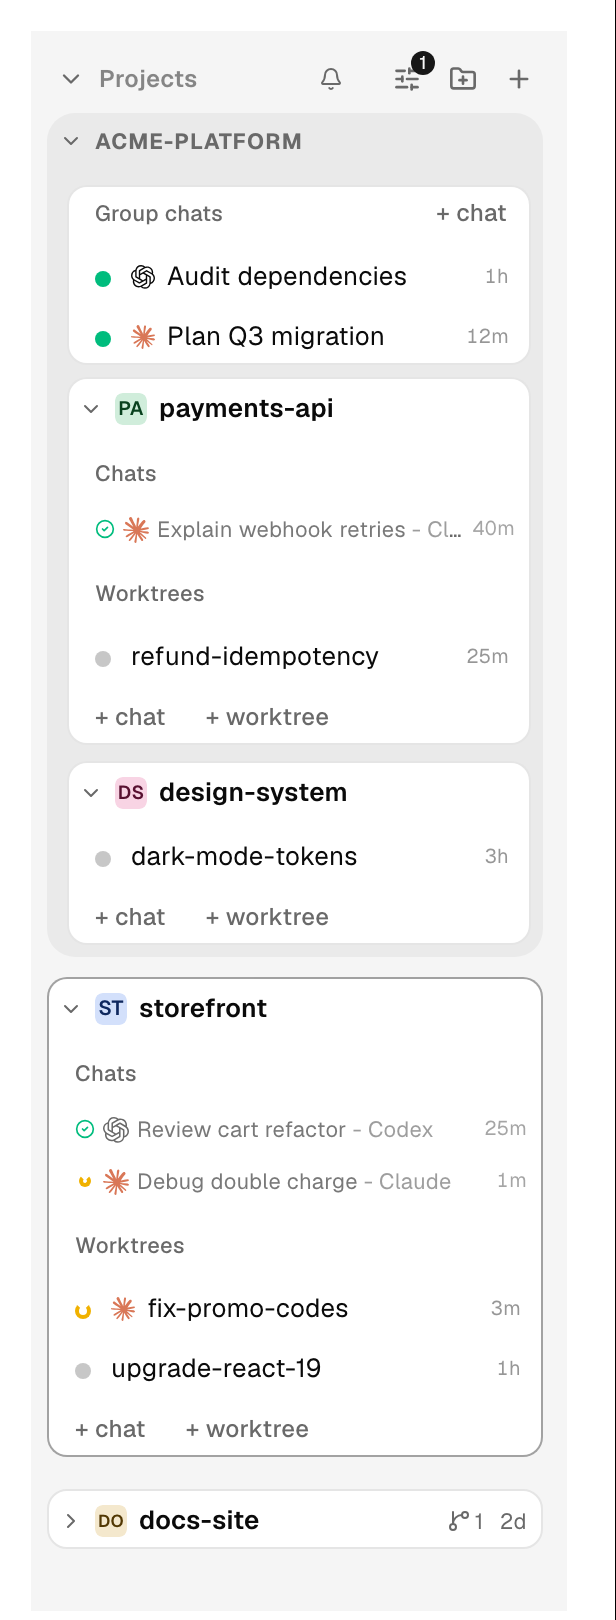 Projects 1
ACME-PLATFORM
Group chats + chat
Audit dependencies 1h
Plan Q3 migration 12m
PA payments-api
Chats
Explain webhook retries - Cl... 40m
Worktrees
refund-idempotency 25m
+ chat + worktree
DS design-system
dark-mode-tokens 3h
+ chat + worktree
ST storefront
Chats
Review cart refactor - Codex 25m
Debug double charge - Claude 1m
Worktrees
fix-promo-codes 3m
upgrade-react-19 1h
+ chat + worktree
DO docs-site 1 2d